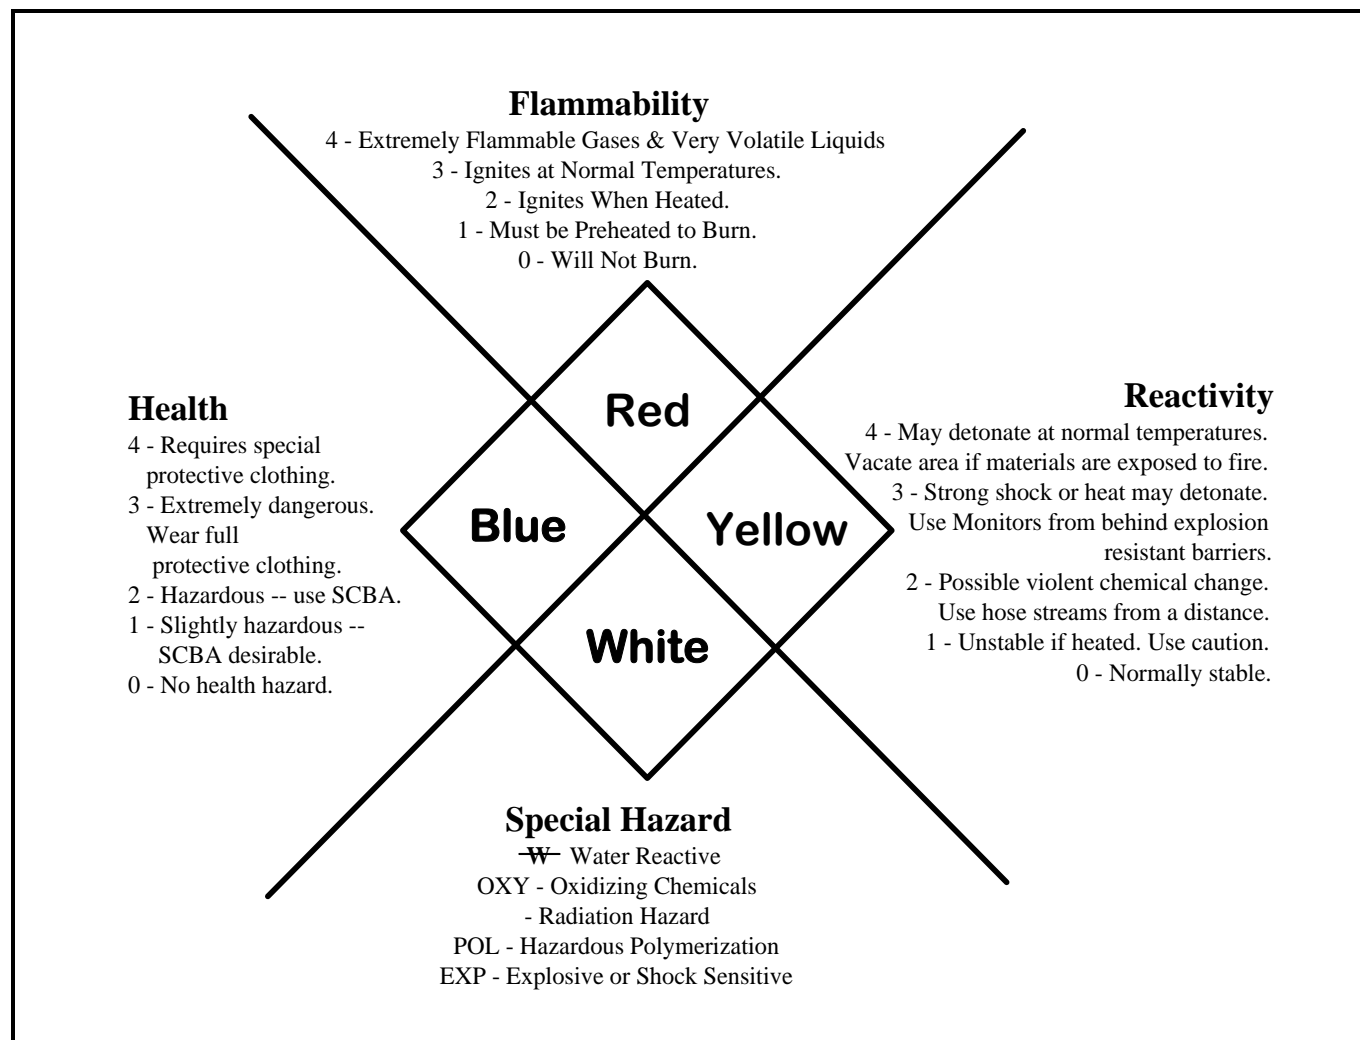 Flammability
4 - Extremely Flammable Gases & Very Volatile Liquids
3 - Ignites at Normal Temperatures.
2 - Ignites When Heated.
1 - Must be Preheated to Burn.
0 - Will Not Burn.
Red
Health
4 - Requires special
protective clothing.
3 - Extremely dangerous.
Wear full
protective clothing.
2 - Hazardous -- use SCBA.
1 - Slightly hazardous --
SCBA desirable.
0 - No health hazard.
Blue
Yellow
Reactivity
4 - May detonate at normal temperatures.
Vacate area if materials are exposed to fire.
3 - Strong shock or heat may detonate.
Use Monitors from behind explosion
resistant barriers.
2 - Possible violent chemical change.
Use hose streams from a distance.
1 - Unstable if heated. Use caution.
0 - Normally stable.
White
Special Hazard
W Water Reactive
OXY - Oxidizing Chemicals
- Radiation Hazard
POL - Hazardous Polymerization
EXP - Explosive or Shock Sensitive